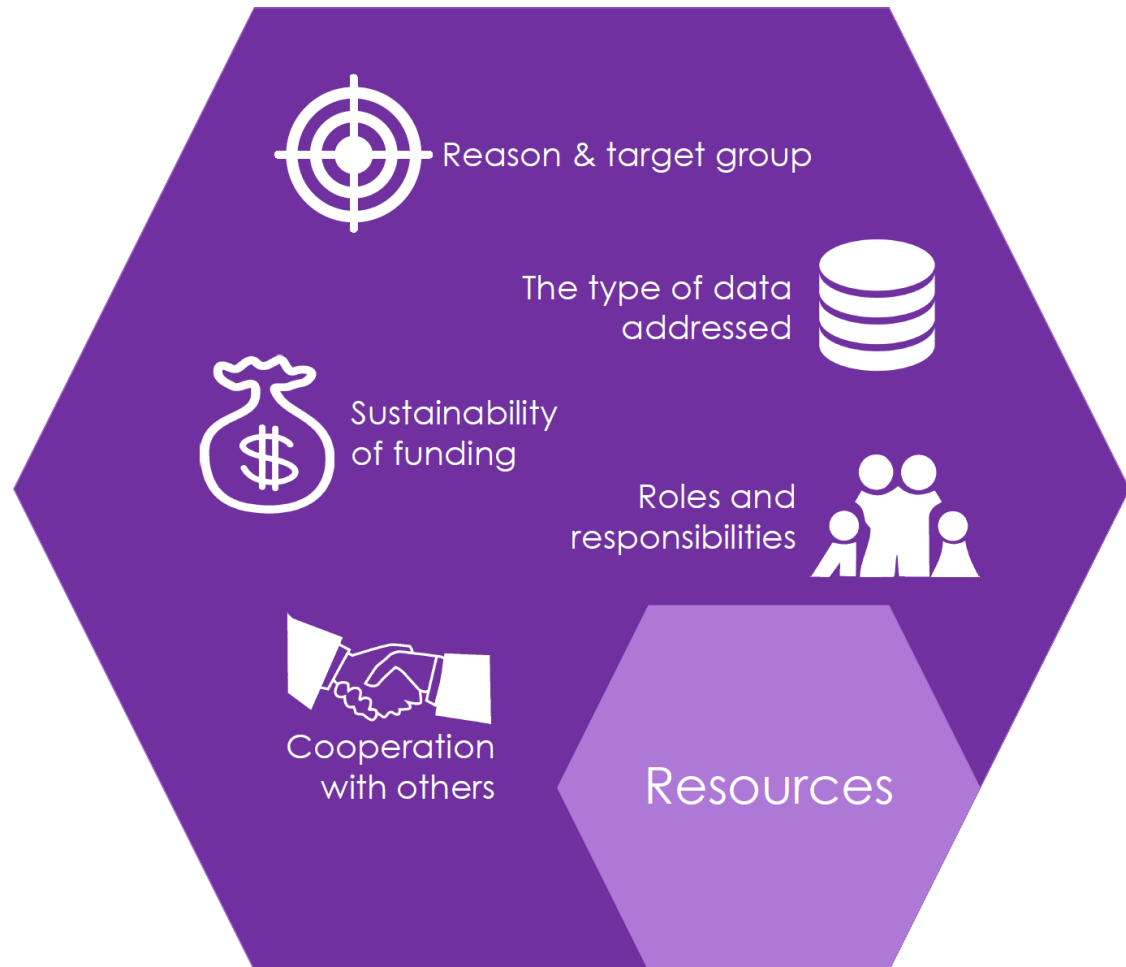 Reason & target group
The type of data
addressed
Sustainability
of funding
Roles and
responsibilities
Cooperation
with others
Resources